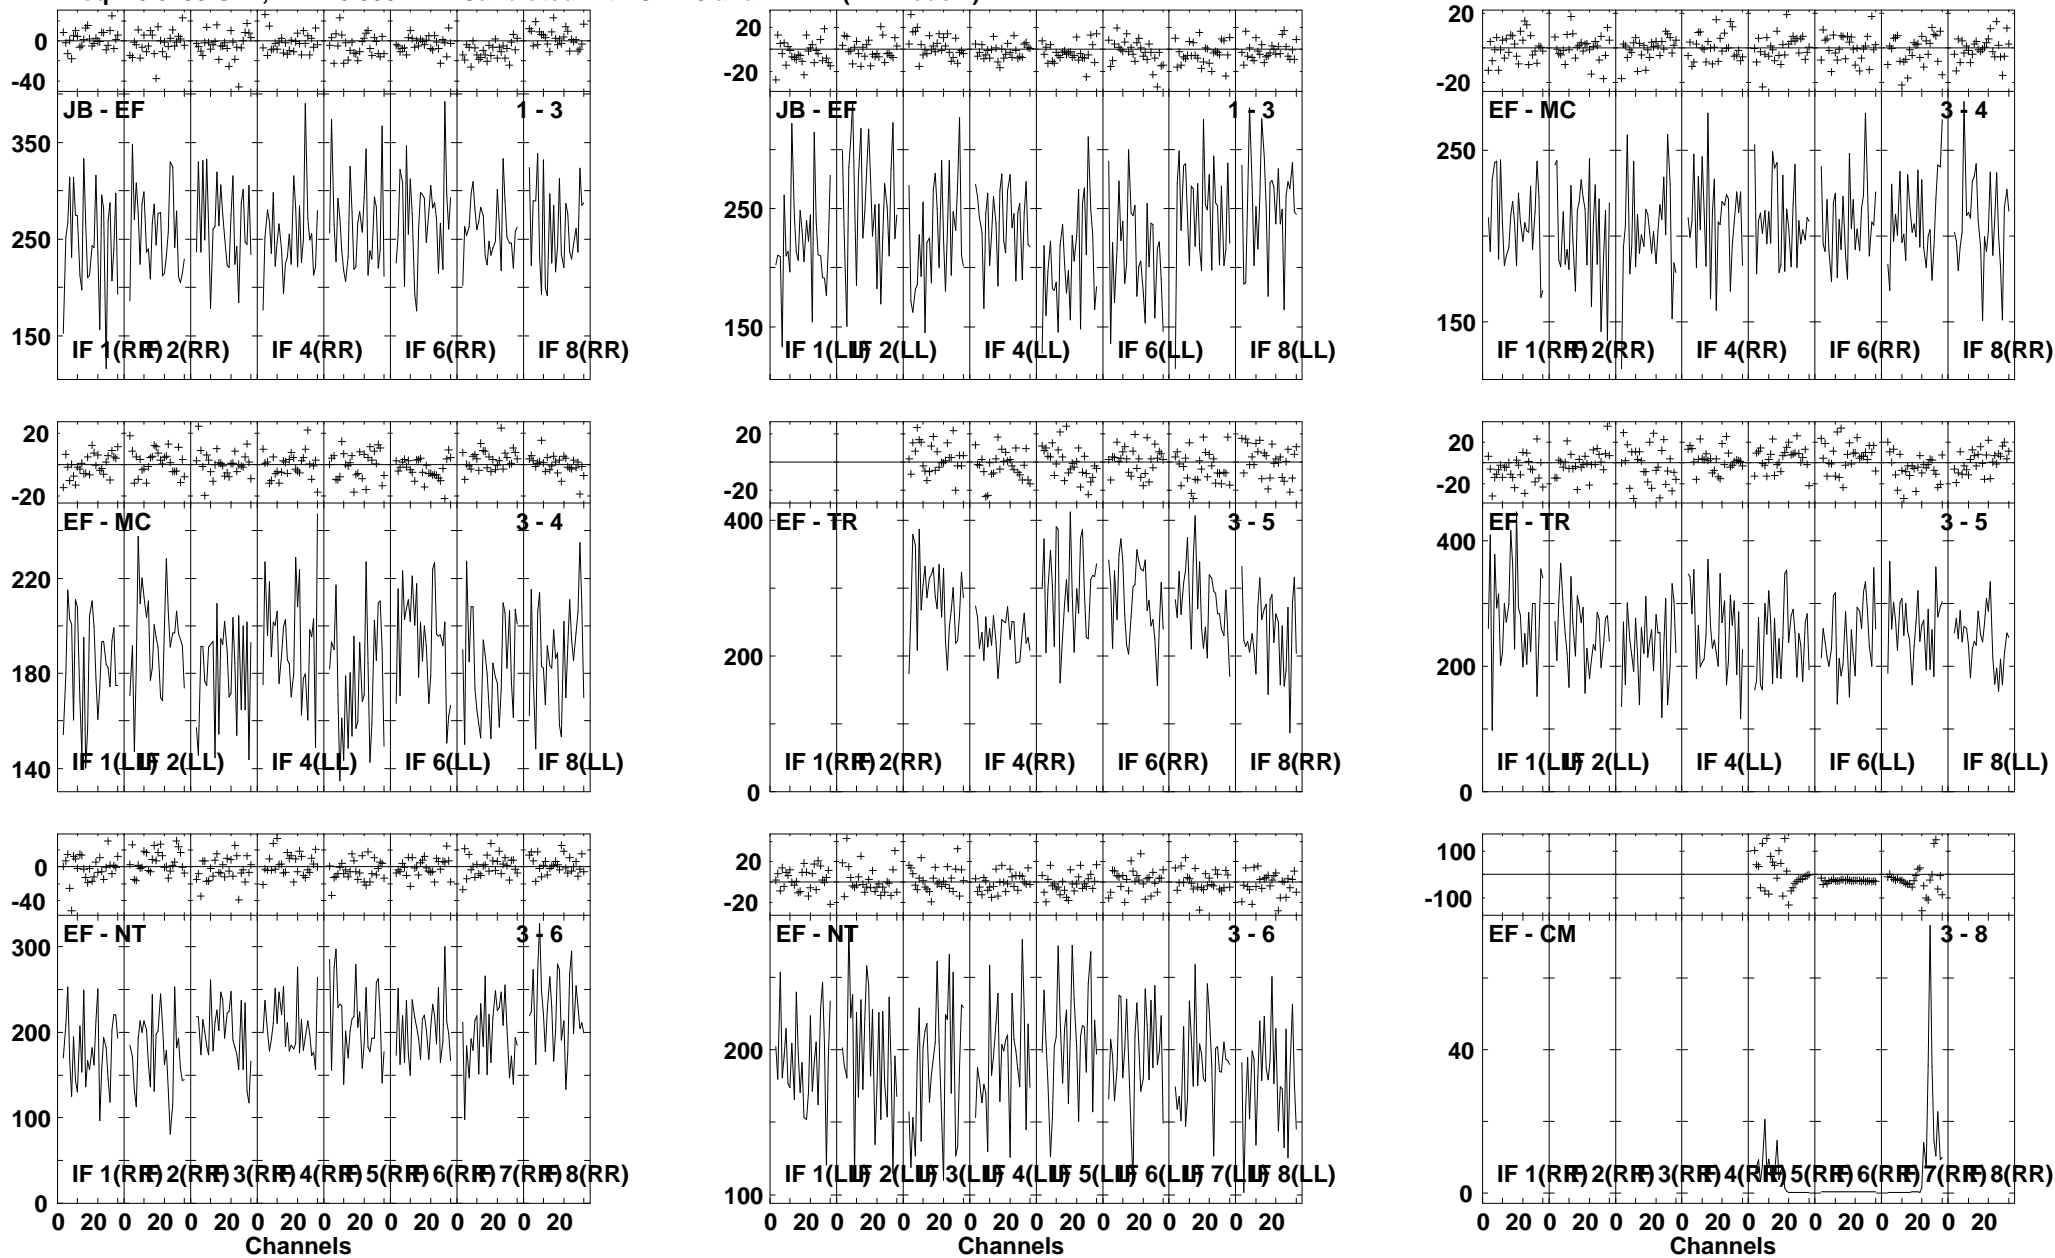 0
-40
JB - EF 1 - 3
350
250
150
IF 1(RR) IF 2(RR) IF 4(RR) IF 6(RR) IF 8(RR)
20
-20
JB - EF 1 - 3
250
150
IF 1(LL) IF 2(LL) IF 4(LL) IF 6(LL) IF 8(LL)
20
0
-20
EF - MC 3 - 4
250
150
IF 1(RR) IF 2(RR) IF 4(RR) IF 6(RR) IF 8(RR)
20
-20
EF - MC 3 - 4
220
180
140
IF 1(LL) IF 2(LL) IF 4(LL) IF 6(LL) IF 8(LL)
20
-20
EF - TR 3 - 5
400
200
0
IF 1(RR) IF 2(RR) IF 4(RR) IF 6(RR) IF 8(RR)
20
-20
EF - TR 3 - 5
400
200
0
IF 1(LL) IF 2(LL) IF 4(LL) IF 6(LL) IF 8(LL)
0
-40
EF - NT 3 - 6
300
200
100
0
IF 1(RR) IF 2(RR) IF 3(RR) IF 4(RR) IF 5(RR) IF 6(RR) IF 7(RR) IF 8(RR)
0 20 0 20 0 20 0 20 0 20 0 20 0 20 0 20
Channels
20
-20
EF - NT 3 - 6
200
100
IF 1(LL) IF 2(LL) IF 3(LL) IF 4(LL) IF 5(LL) IF 6(LL) IF 7(LL) IF 8(LL)
0 20 0 20 0 20 0 20 0 20 0 20 0 20 0 20
Channels
100
-100
EF - CM 3 - 8
40
0
IF 1(RR) IF 2(RR) IF 3(RR) IF 4(RR) IF 5(RR) IF 6(RR) IF 7(RR) IF 8(RR)
0 20 0 20 0 20 0 20 0 20 0 20 0 20 0 20
Channels